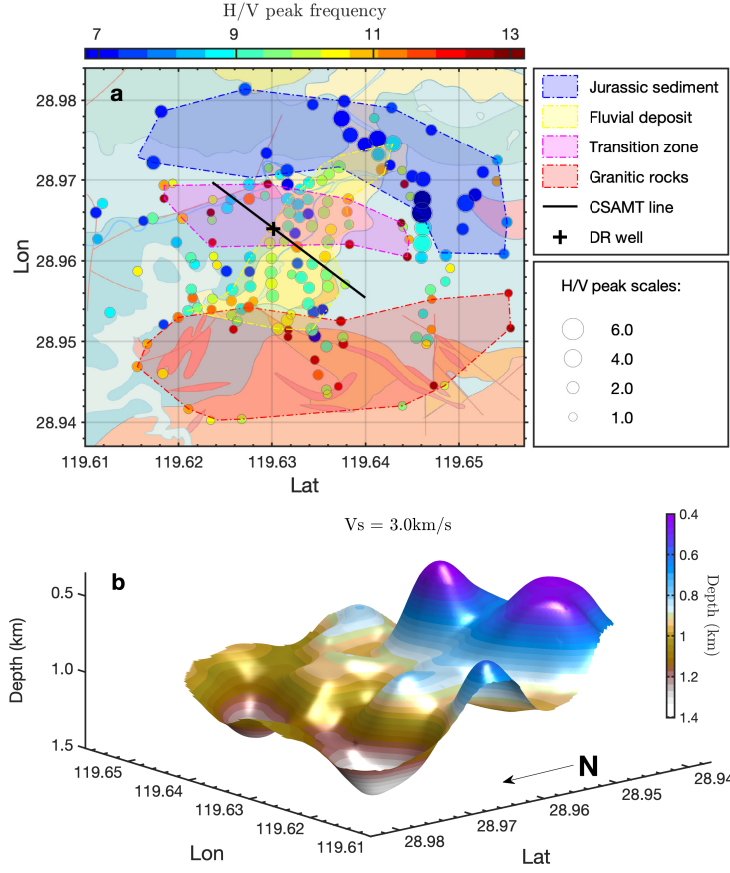 H/V peak frequency
7 9 11 13
a
28.98
28.97
28.96
28.95
28.94
Lon
119.61 119.62 119.63 119.64 119.65
Lat
Jurassic sediment
Fluvial deposit
Transition zone
Granitic rocks
CSAMT line
DR well
H/V peak scales:
6.0
4.0
2.0
1.0
Vs = 3.0km/s
b
0.5
1.0
1.5
Depth (km)
0.4
0.6
0.8
1
1.2
1.4
Depth (km)
N
119.65
119.64
119.63
119.62
119.61
Lon
28.98
28.97
28.96
28.95
28.94
Lat